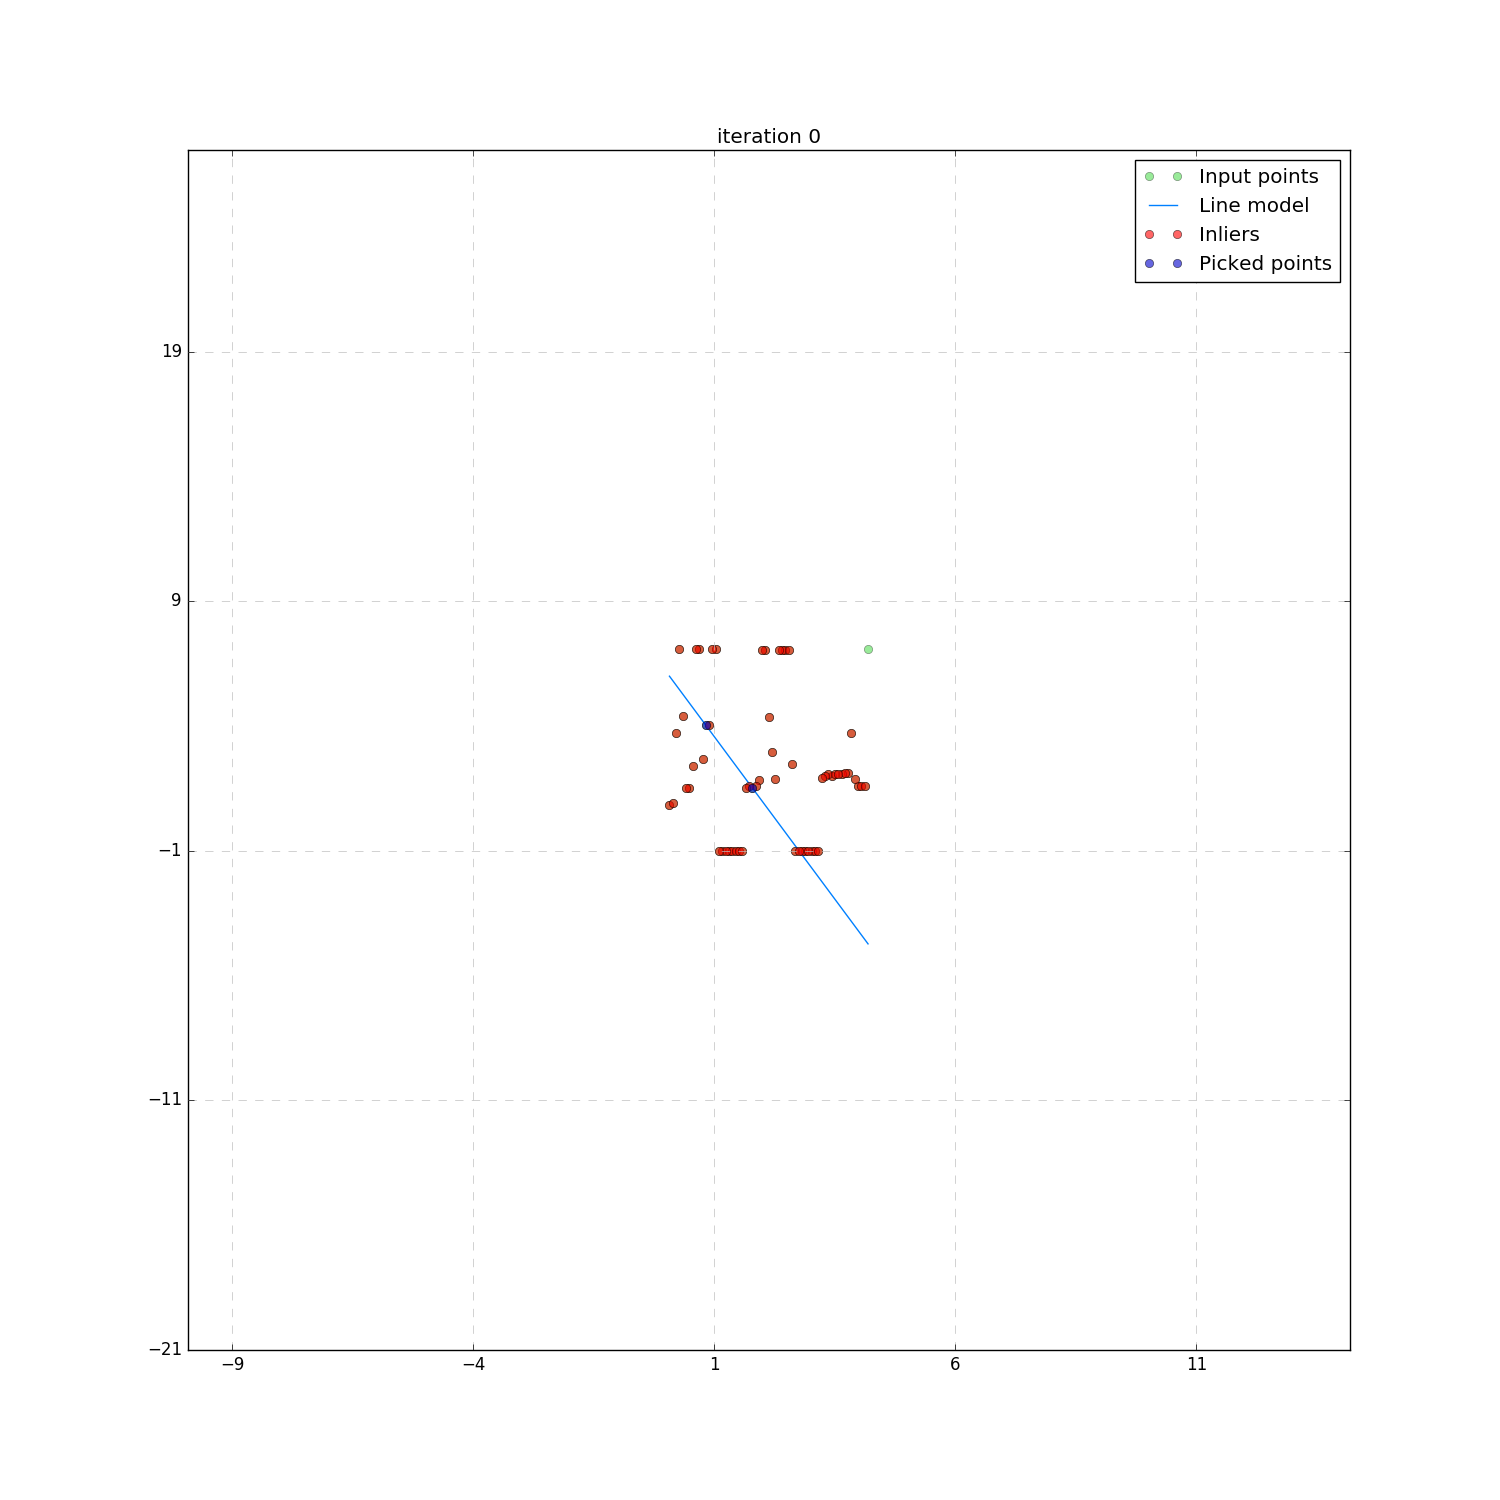 iteration 0
Input points
Line model
Inliers
Picked points
19
9
−1
−11
−21
−9
−4
1
6
11